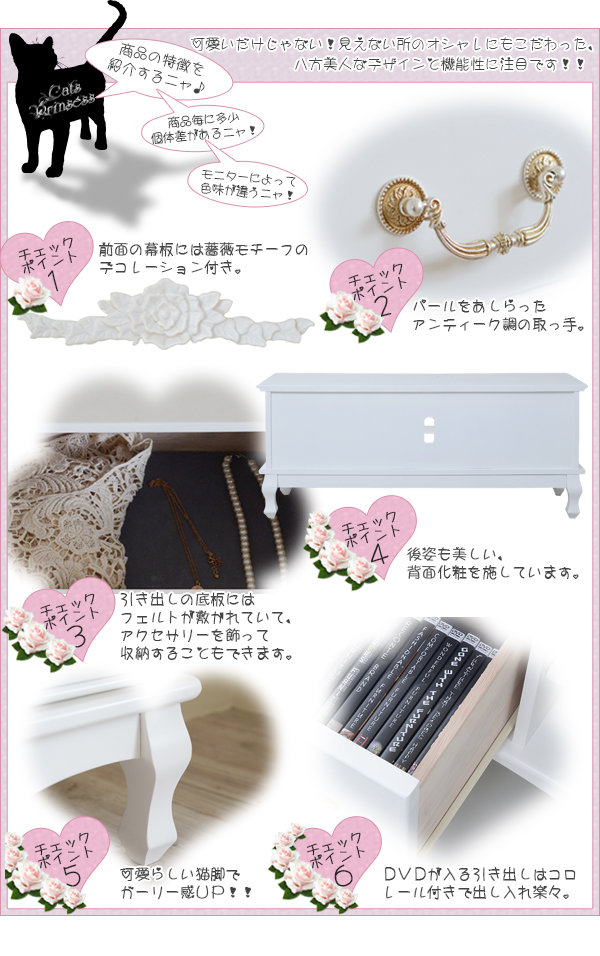 可愛いだけじゃない！見えない所のオシャレにもこだわった、
八方美人なデザインと機能性に注目です！！
商品の特徴を
紹介するニャ♪
Cats
Prinsess
商品毎に多少
個体差があるニャ！
モニターによって
色味が違うニャ！
チェック
ポイント
1
前面の幕板には薔薇モチーフの
デコレーション付き。
チェック
ポイント
2
パールをあしらった
アンティーク調の取っ手。
チェック
ポイント
3
引き出しの底板には
フェルトが敷かれていて、
アクセサリーを飾って
収納することもできます。
チェック
ポイント
4
後姿も美しい、
背面化粧を施しています。
チェック
ポイント
5
可愛らしい猫脚で
ガーリー感UP！！
チェック
ポイント
6
DVDが入る引き出しはコロ
レール付きで出し入れ楽々。